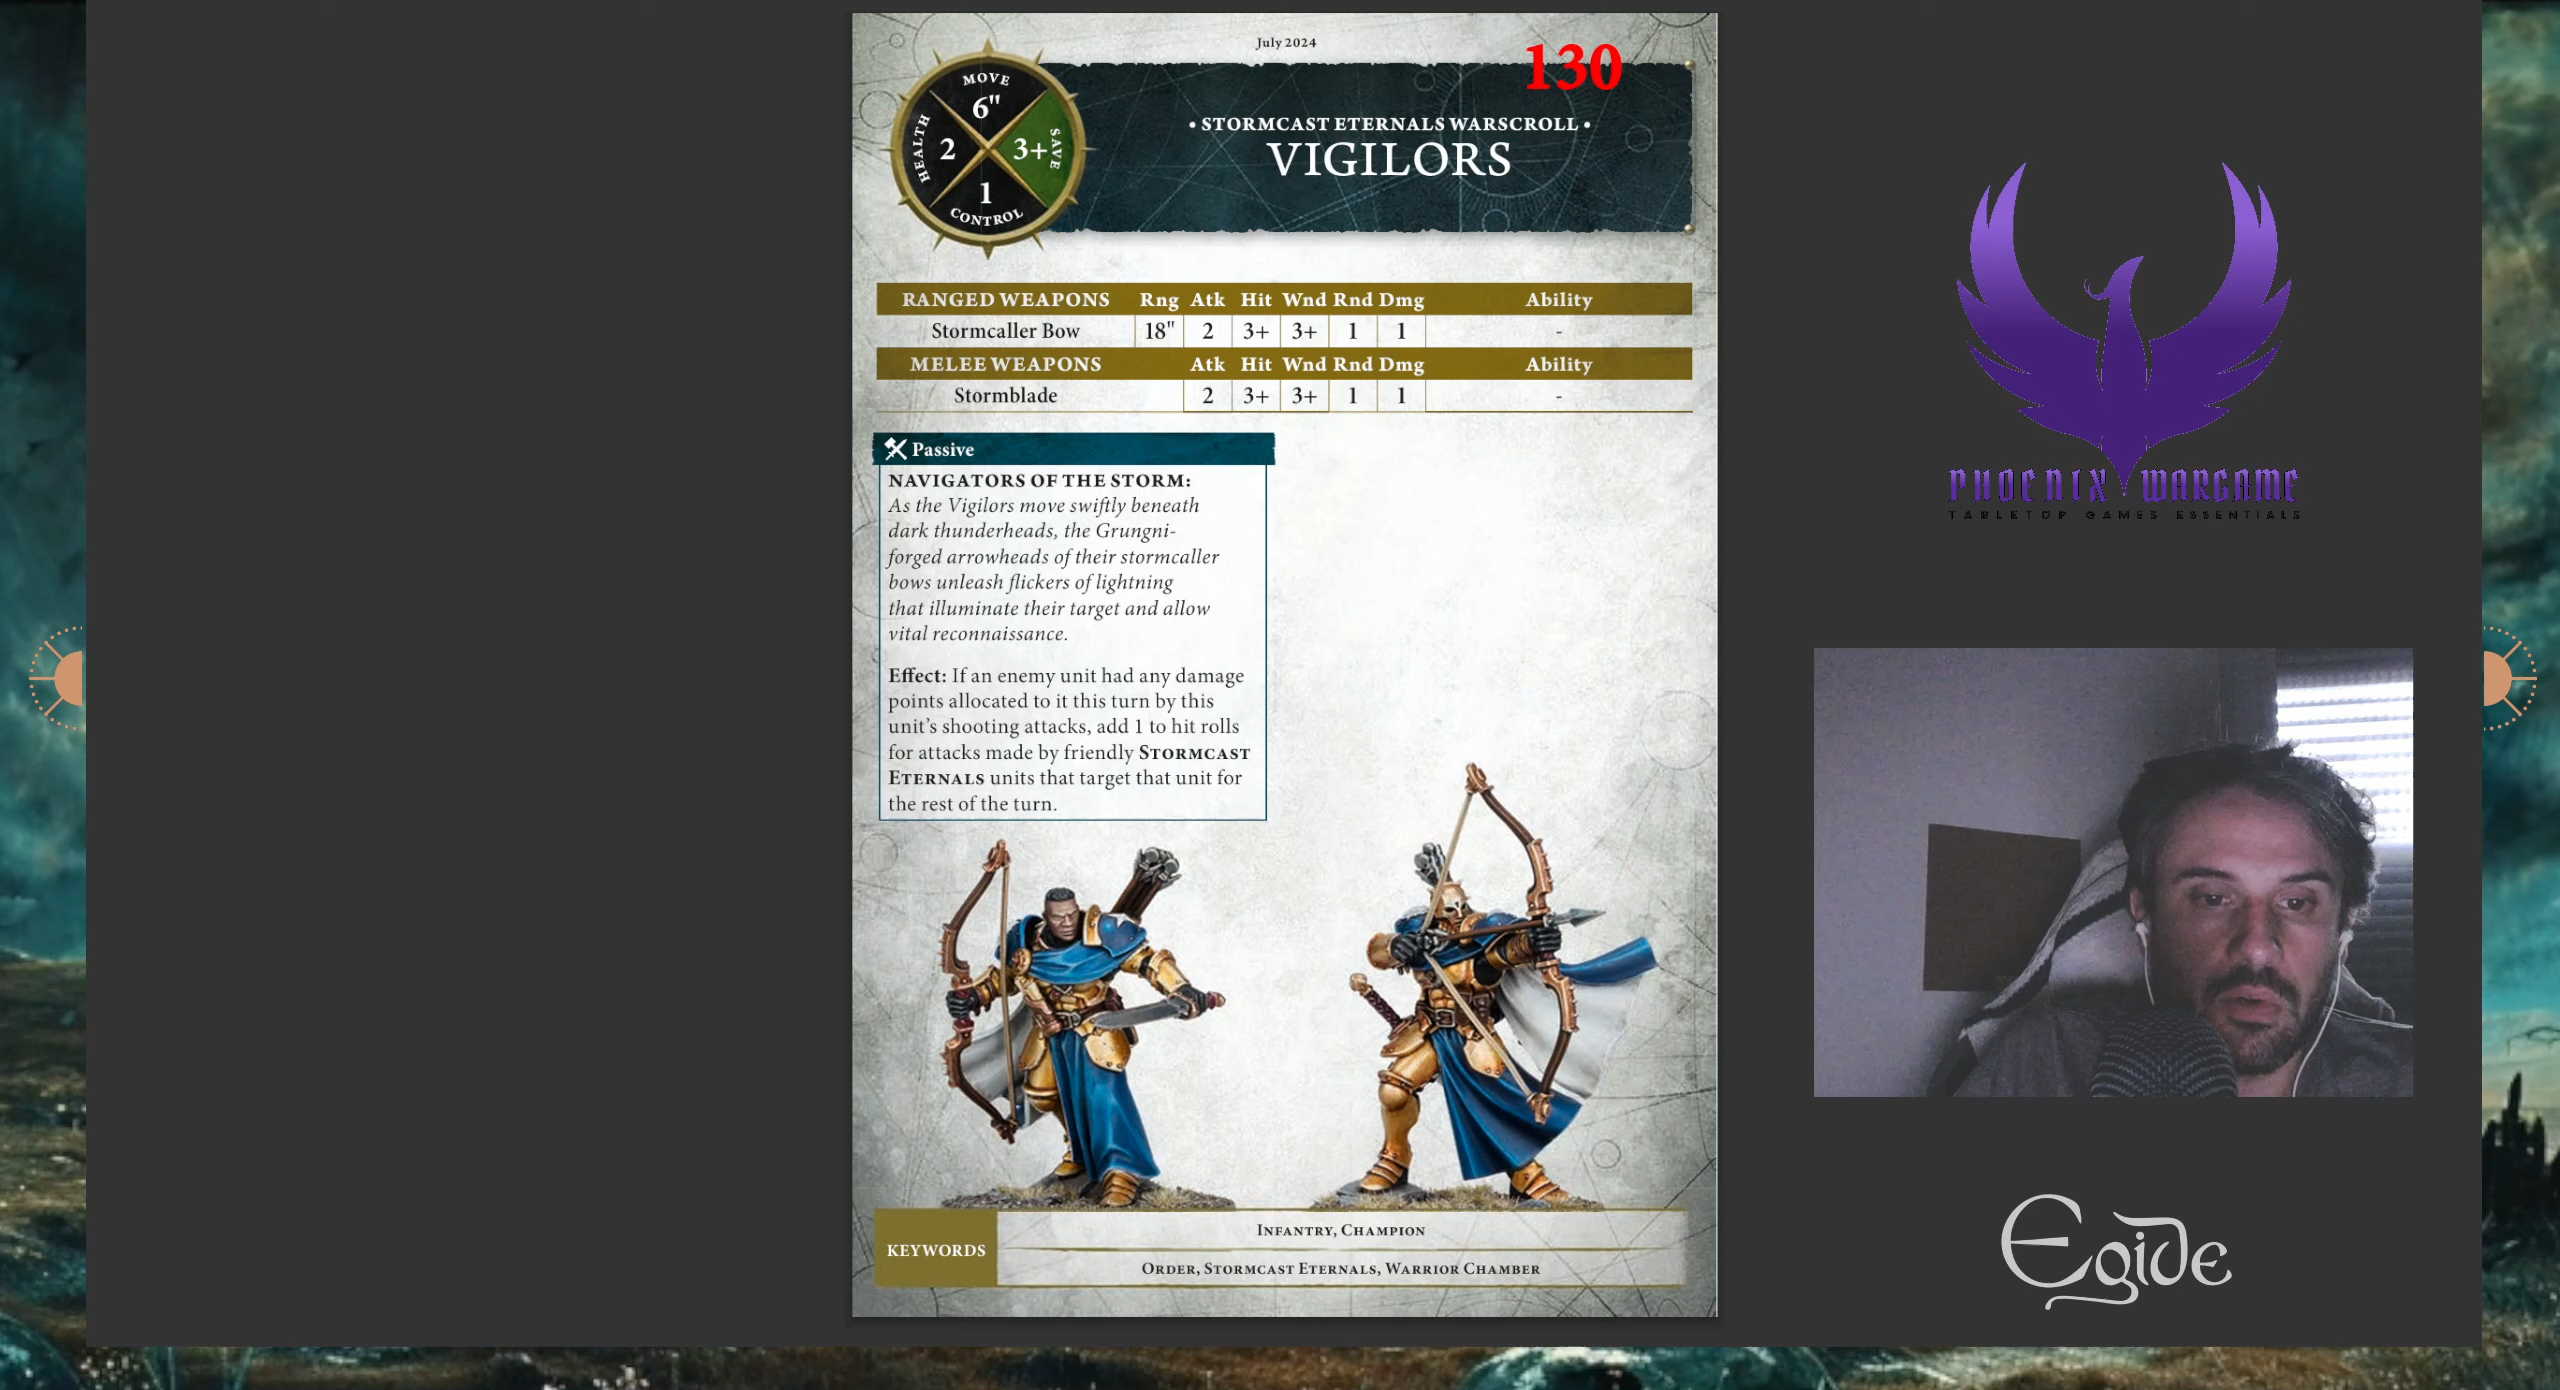 July 2024
130
MOVE
6"
HEALTH
2
3+
SAVE
1
CONTROL
• STORMCAST ETERNALS WARSCROLL •
VIGILORS
RANGED WEAPONS Rng Atk Hit Wnd Rnd Dmg Ability
Stormcaller Bow 18" 2 3+ 3+ 1 1 -
MELEE WEAPONS Atk Hit Wnd Rnd Dmg Ability
Stormblade 2 3+ 3+ 1 1 -
Passive
NAVIGATORS OF THE STORM:
As the Vigilors move swiftly beneath
dark thunderheads, the Grungni-
forged arrowheads of their stormcaller
bows unleash flickers of lightning
that illuminate their target and allow
vital reconnaissance.
Effect: If an enemy unit had any damage
points allocated to it this turn by this
unit's shooting attacks, add 1 to hit rolls
for attacks made by friendly STORMCAST
ETERNALS units that target that unit for
the rest of the turn.
KEYWORDS
INFANTRY, CHAMPION
ORDER, STORMCAST ETERNALS, WARRIOR CHAMBER
PHOENIX WARGAME
TABLETOP GAMES ESSENTIALS
Egide